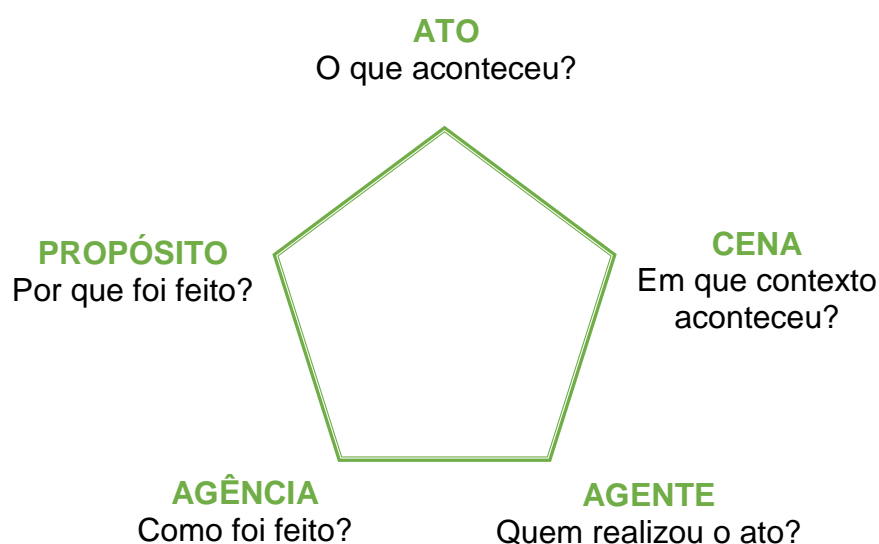 ATO
O que aconteceu?
PROPÓSITO
Por que foi feito?
CENA
Em que contexto
aconteceu?
AGÊNCIA
Como foi feito?
AGENTE
Quem realizou o ato?